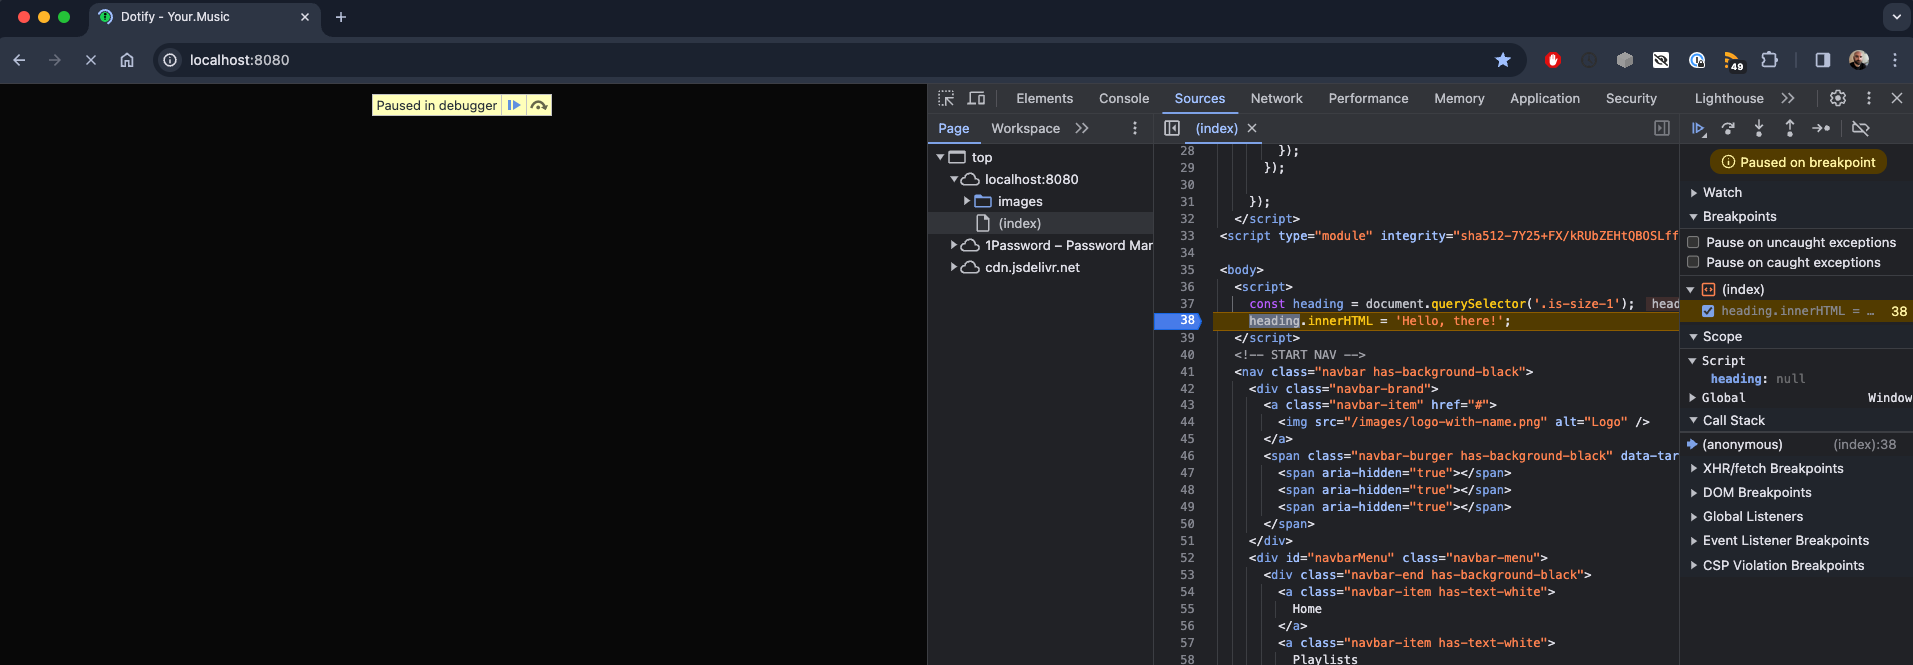 Dotify - Your.Music
localhost:8080
49
Paused in debugger
Elements Console Sources Network Performance Memory Application Security Lighthouse
Page Workspace
(index)
top
localhost:8080
images
(index)
1Password – Password Mar
cdn.jsdelivr.net
28 });
29 });
30
31 });
32 </script>
33 <script type="module" integrity="sha512-7Y25+FX/kRUbZEHtQBOSLff
34
35 <body>
36 <script>
37 const heading = document.querySelector('.is-size-1'); head
38 heading.innerHTML = 'Hello, there!';
39 </script>
40 <!-- START NAV -->
41 <nav class="navbar has-background-black">
42 <div class="navbar-brand">
43 <a class="navbar-item" href="#">
44 <img src="/images/logo-with-name.png" alt="Logo" />
45 </a>
46 <span class="navbar-burger has-background-black" data-tar
47 <span aria-hidden="true"></span>
48 <span aria-hidden="true"></span>
49 <span aria-hidden="true"></span>
50 </span>
51 </div>
52 <div id="navbarMenu" class="navbar-menu">
53 <div class="navbar-end has-background-black">
54 <a class="navbar-item has-text-white">
55 Home
56 </a>
57 <a class="navbar-item has-text-white">
58 Playlists
Paused on breakpoint
Watch
Breakpoints
Pause on uncaught exceptions
Pause on caught exceptions
(index)
heading.innerHTML = … 38
Scope
Script
heading: null
Global Window
Call Stack
(anonymous) (index):38
XHR/fetch Breakpoints
DOM Breakpoints
Global Listeners
Event Listener Breakpoints
CSP Violation Breakpoints